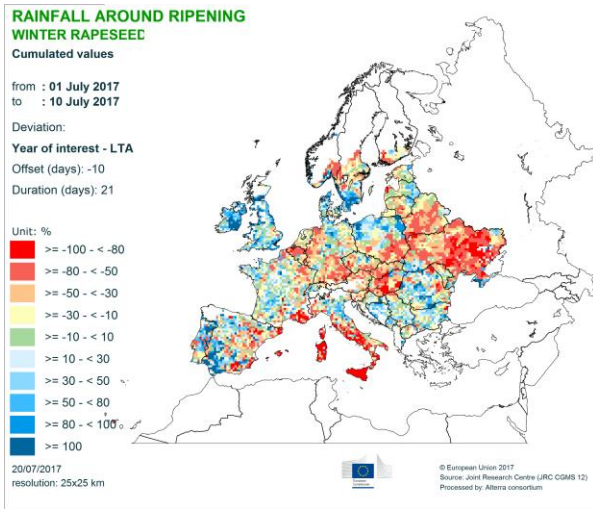 RAINFALL AROUND RIPENING
WINTER RAPESEED
Cumulated values
from : 01 July 2017
to : 10 July 2017
Deviation:
Year of interest - LTA
Offset (days): -10
Duration (days): 21
Unit: %
>= -100 - < -80
>= -80 - < -50
>= -50 - < -30
>= -30 - < -10
>= -10 - < 10
>= 10 - < 30
>= 30 - < 50
>= 50 - < 80
>= 80 - < 100
>= 100
20/07/2017
resolution: 25x25 km
European
Commission
© European Union 2017
Source: Joint Research Centre (JRC CGMS 12)
Processed by: Alterra consortium